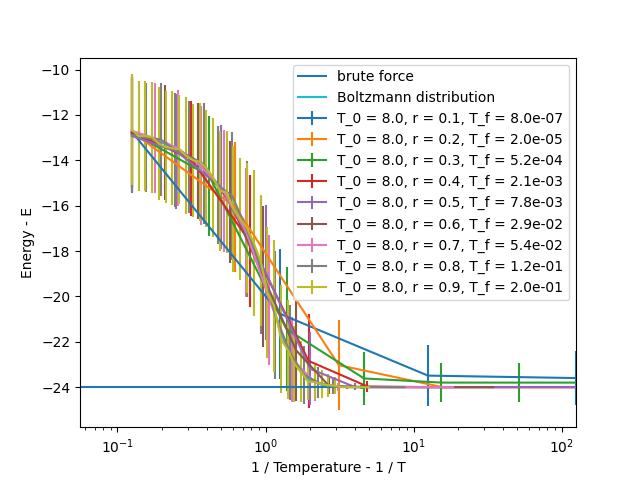 −10
−12
−14
−16
−18
−20
−22
−24
Energy - E
10⁻¹
10⁰
10¹
10²
1 / Temperature - 1 / T
brute force
Boltzmann distribution
T_0 = 8.0, r = 0.1, T_f = 8.0e-07
T_0 = 8.0, r = 0.2, T_f = 2.0e-05
T_0 = 8.0, r = 0.3, T_f = 5.2e-04
T_0 = 8.0, r = 0.4, T_f = 2.1e-03
T_0 = 8.0, r = 0.5, T_f = 7.8e-03
T_0 = 8.0, r = 0.6, T_f = 2.9e-02
T_0 = 8.0, r = 0.7, T_f = 5.4e-02
T_0 = 8.0, r = 0.8, T_f = 1.2e-01
T_0 = 8.0, r = 0.9, T_f = 2.0e-01